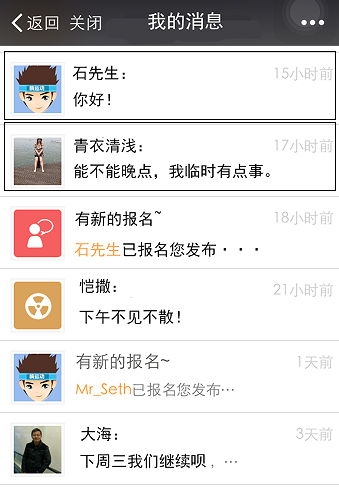 返回 关闭 我的消息
石先生： 15小时前
你好！
青衣清浅： 17小时前
能不能晚点，我临时有点事。
有新的报名~ 18小时前
石先生已报名您发布···
恺撒： 21小时前
下午不见不散！
有新的报名~ 1天前
Mr_Seth已报名您发布···
大海： 3天前
下周三我们继续呗，···